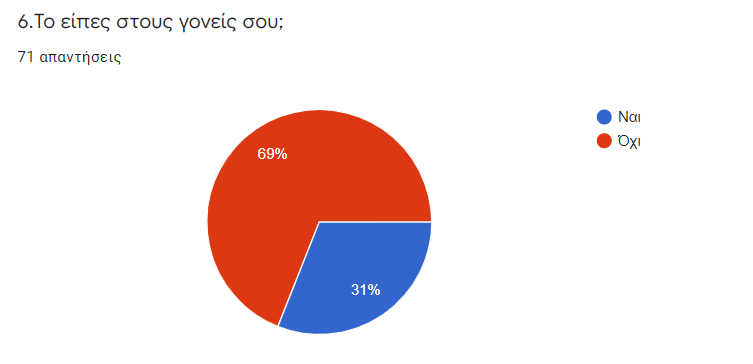 6.Το είπες στους γονείς σου;
71 απαντήσεις
Ναι
Όχι
69%
31%